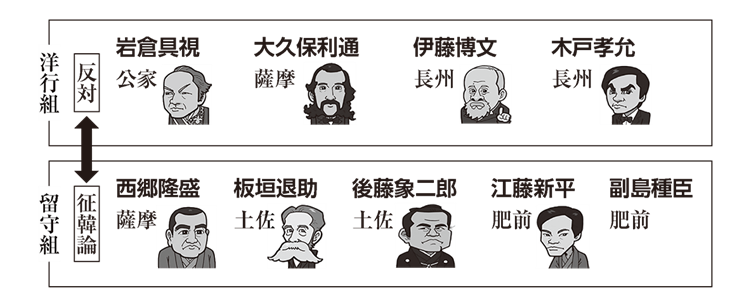 洋行組
反対
岩倉具視
公家
大久保利通
薩摩
伊藤博文
長州
木戸孝允
長州
留守組
征韓論
西郷隆盛
薩摩
板垣退助
土佐
後藤象二郎
土佐
江藤新平
肥前
副島種臣
肥前